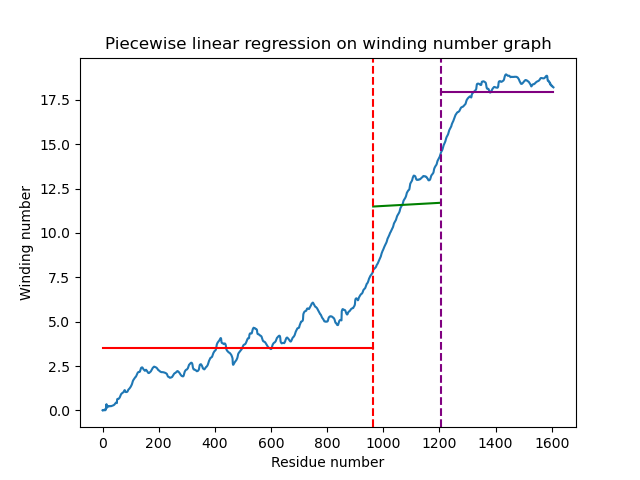 Piecewise linear regression on winding number graph
Winding number
17.5
15.0
12.5
10.0
7.5
5.0
2.5
0.0
0 200 400 600 800 1000 1200 1400 1600
Residue number